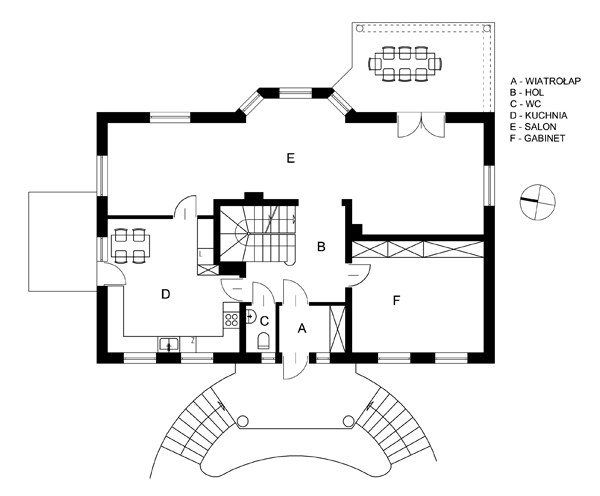 A - WIATROŁAP
B - HOL
C - WC
D - KUCHNIA
E - SALON
F - GABINET
E
B
L
D
F
C
A
Z